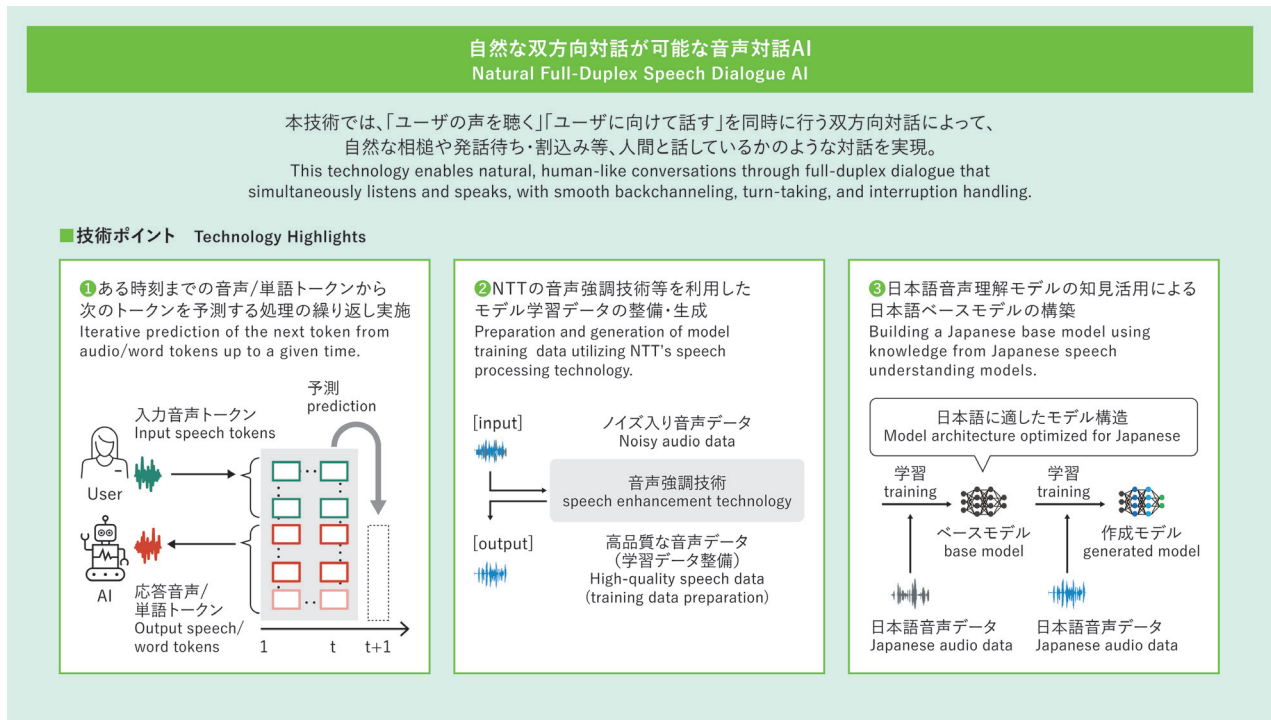 自然な双方向対話が可能な音声対話AI
Natural Full-Duplex Speech Dialogue AI
本技術では、「ユーザの声を聴く」「ユーザに向けて話す」を同時に行う双方向対話によって、
自然な相槌や発話待ち・割込み等、人間と話しているかのような対話を実現。
This technology enables natural, human-like conversations through full-duplex dialogue that
simultaneously listens and speaks, with smooth backchanneling, turn-taking, and interruption handling.
■技術ポイント Technology Highlights
❶ある時刻までの音声/単語トークンから
次のトークンを予測する処理の繰り返し実施
Iterative prediction of the next token from
audio/word tokens up to a given time.
予測
prediction
入力音声トークン
Input speech tokens
User
AI
応答音声/
単語トークン
Output speech/
word tokens
1 t t+1
❷NTTの音声強調技術等を利用した
モデル学習データの整備・生成
Preparation and generation of model
training data utilizing NTT's speech
processing technology.
[input]
ノイズ入り音声データ
Noisy audio data
音声強調技術
speech enhancement technology
[output]
高品質な音声データ
(学習データ整備)
High-quality speech data
(training data preparation)
❸日本語音声理解モデルの知見活用による
日本語ベースモデルの構築
Building a Japanese base model using
knowledge from Japanese speech
understanding models.
日本語に適したモデル構造
Model architecture optimized for Japanese
学習
training
ベースモデル
base model
学習
training
作成モデル
generated model
日本語音声データ
Japanese audio data
日本語音声データ
Japanese audio data